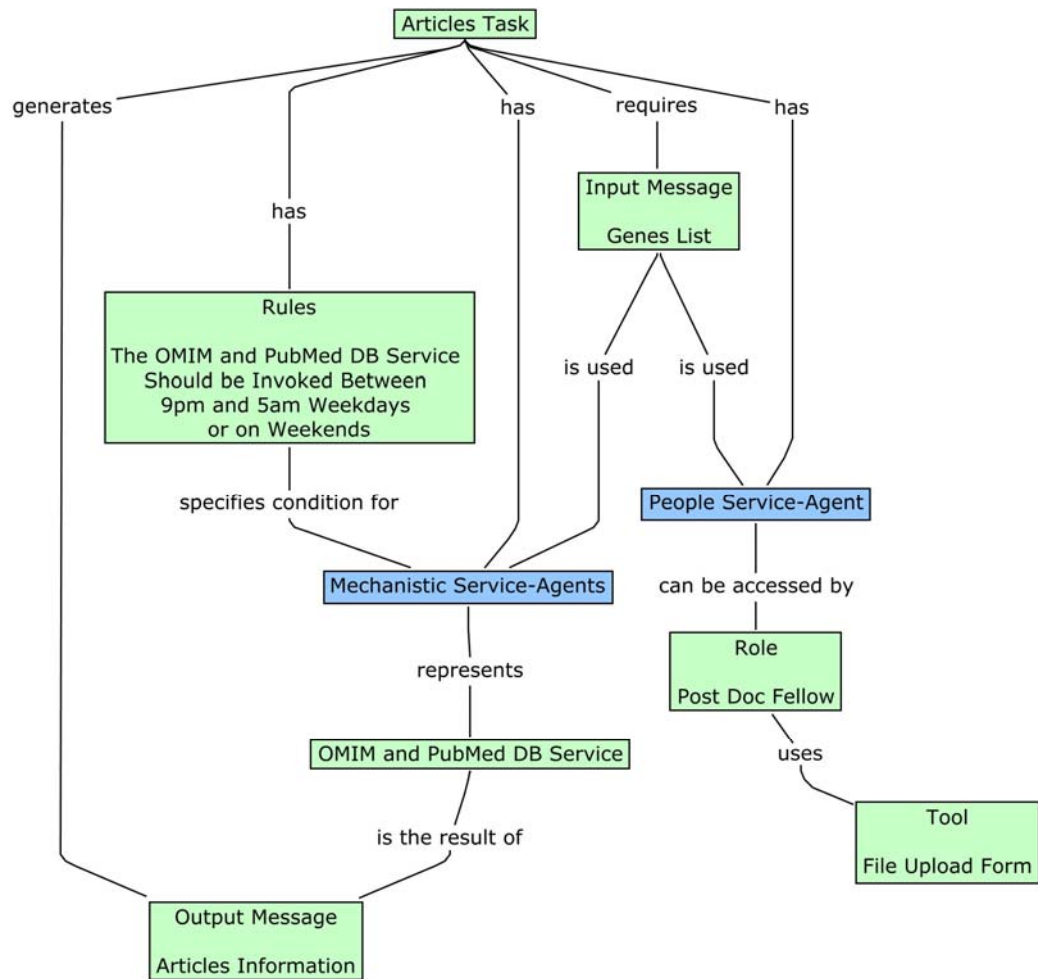 Articles Task
generates
has
requires
has
Input Message
Genes List
has
Rules
The OMIM and PubMed DB Service
Should be Invoked Between
9pm and 5am Weekdays
or on Weekends
is used
is used
specifies condition for
People Service-Agent
Mechanistic Service-Agents
can be accessed by
represents
Role
Post Doc Fellow
OMIM and PubMed DB Service
uses
is the result of
Tool
File Upload Form
Output Message
Articles Information